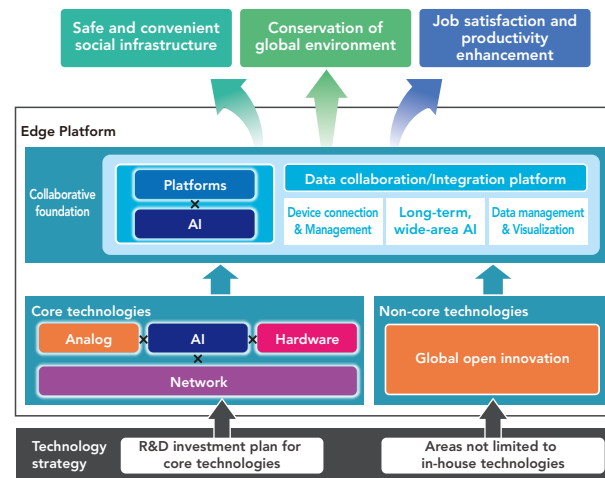 Safe and convenient
social infrastructure
Conservation of
global environment
Job satisfaction and
productivity
enhancement
Edge Platform
Collaborative
foundation
Platforms
×
AI
Data collaboration/Integration platform
Device connection
& Management
Long-term,
wide-area AI
Data management
& Visualization
Core technologies
Analog × AI × Hardware
×
Network
Non-core technologies
Global open innovation
Technology
strategy
R&D investment plan for
core technologies
Areas not limited to
in-house technologies